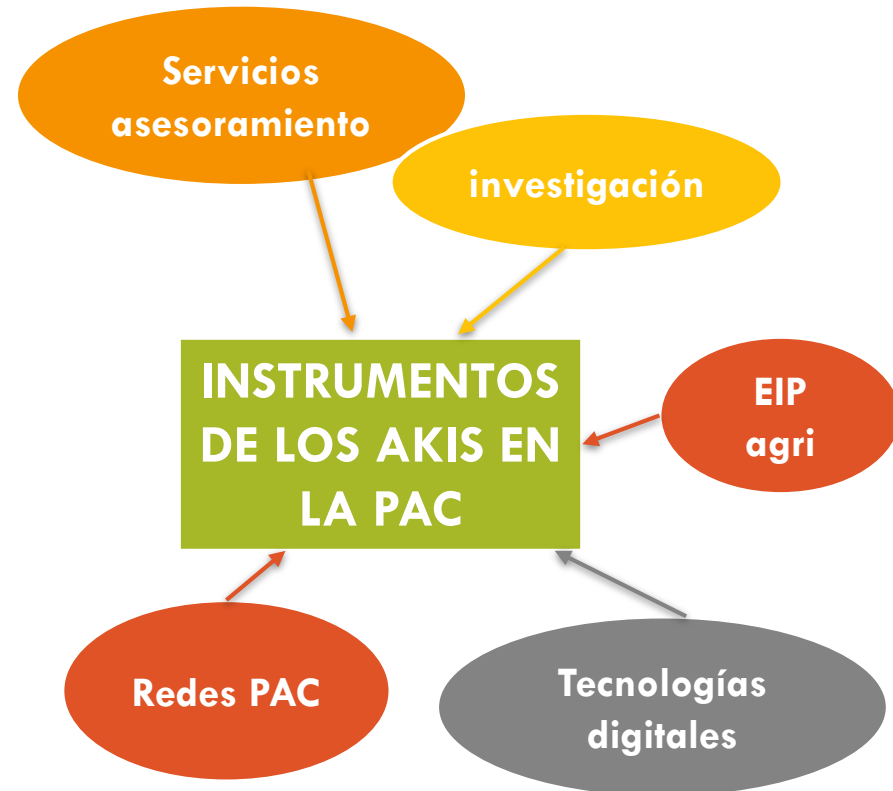 Servicios
asesoramiento
investigación
INSTRUMENTOS
DE LOS AKIS EN
LA PAC
EIP
agri
Redes PAC
Tecnologías
digitales